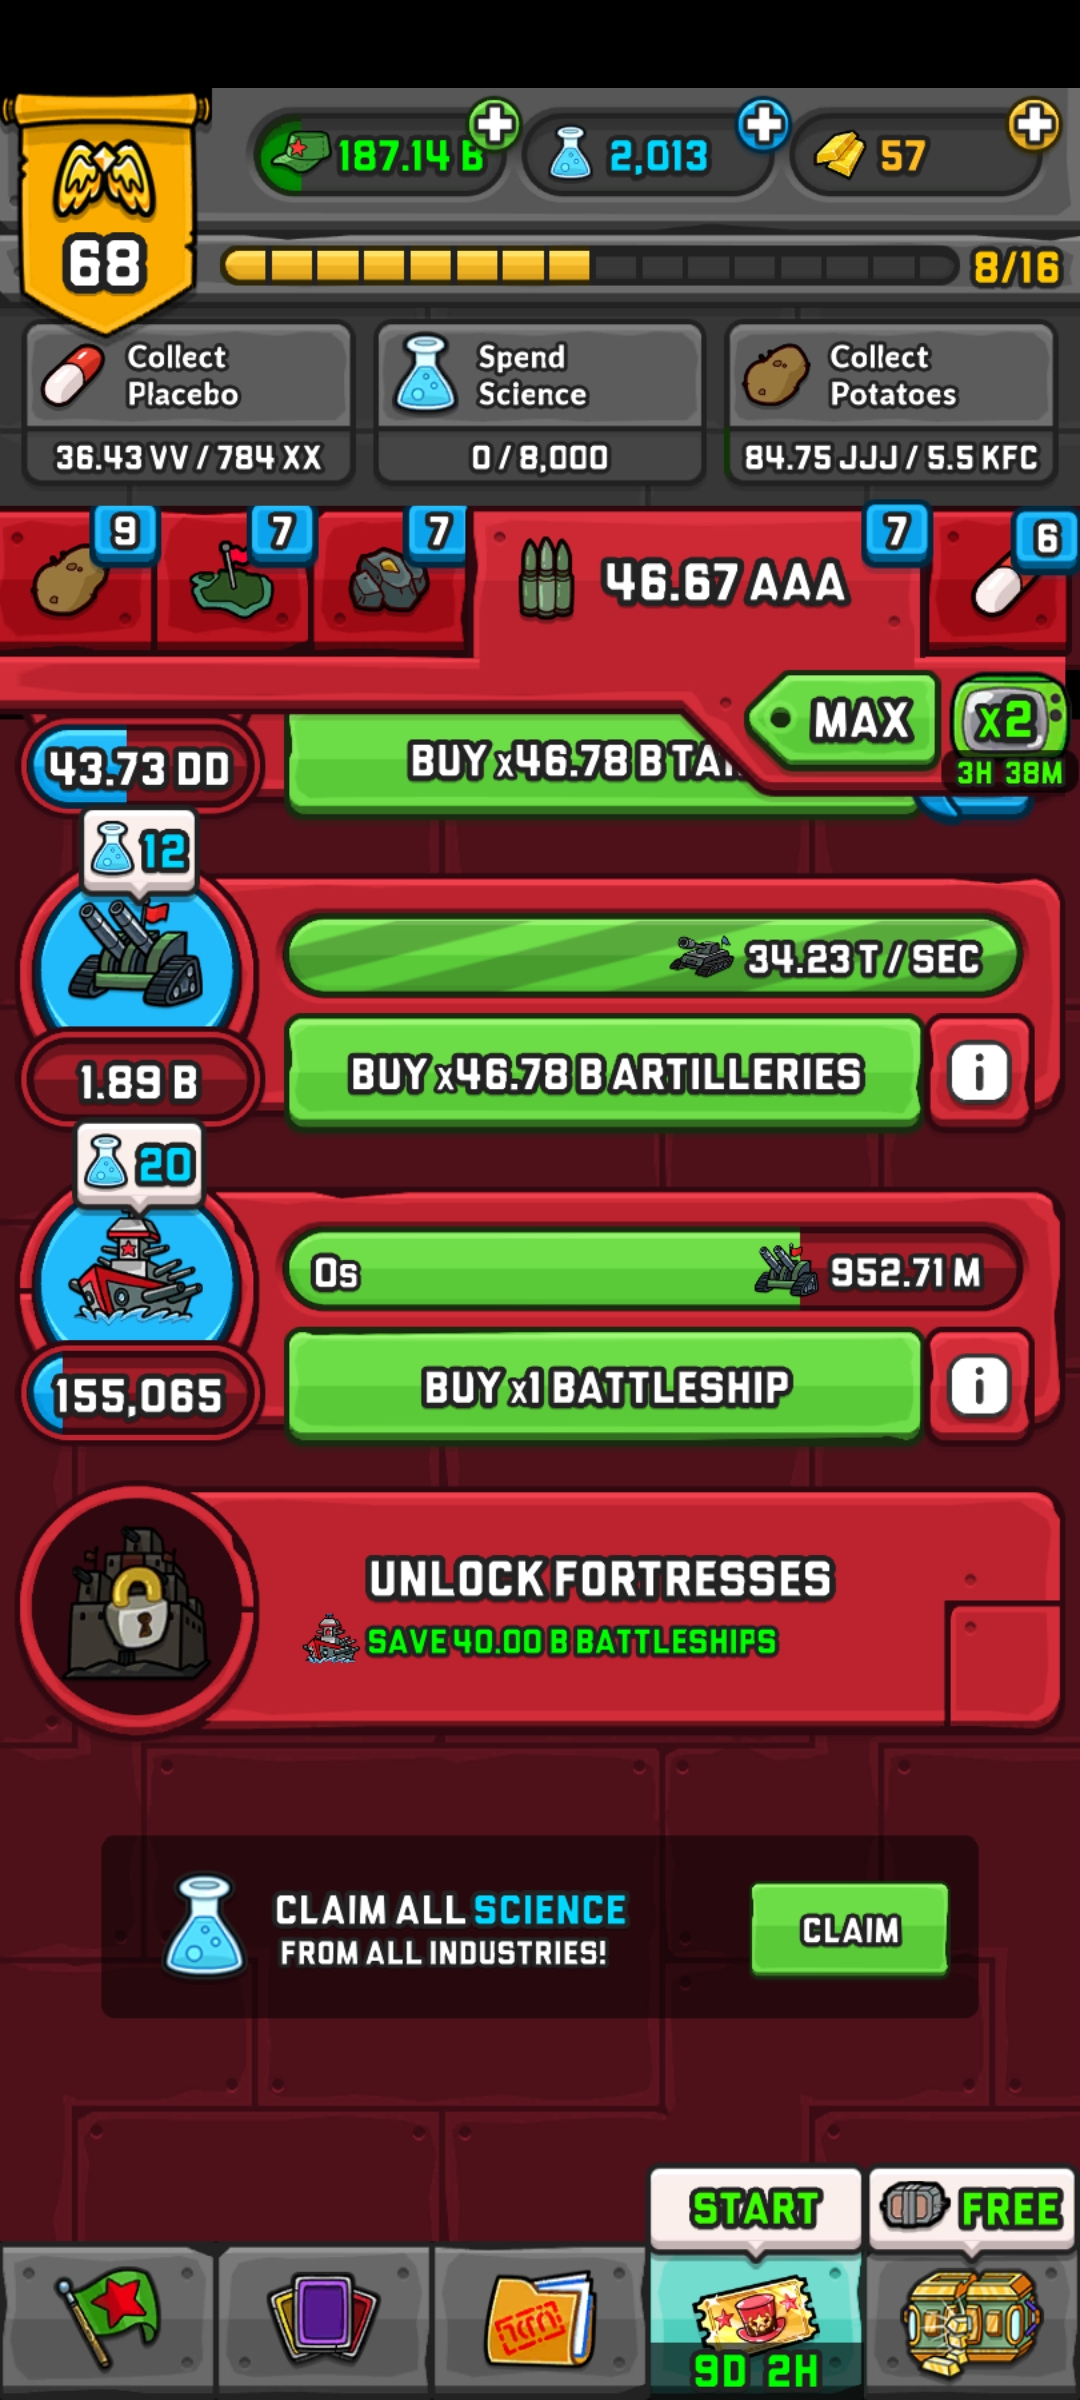 187.14 B
2,013
57
68
8/16
Collect Placebo
36.43 VV / 784 XX
Spend Science
0 / 8,000
Collect Potatoes
84.75 JJJ / 5.5 KFC
9
7
7
46.67 AAA
7
6
MAX
x2
3H 38M
43.73 DD
BUY x46.78 B TA
12
34.23 T / SEC
1.89 B
BUY x46.78 B ARTILLERIES
i
20
0s
952.71 M
155,065
BUY x1 BATTLESHIP
i
UNLOCK FORTRESSES
SAVE 40.00 B BATTLESHIPS
CLAIM ALL SCIENCE
FROM ALL INDUSTRIES!
CLAIM
START
FREE
9D 2H